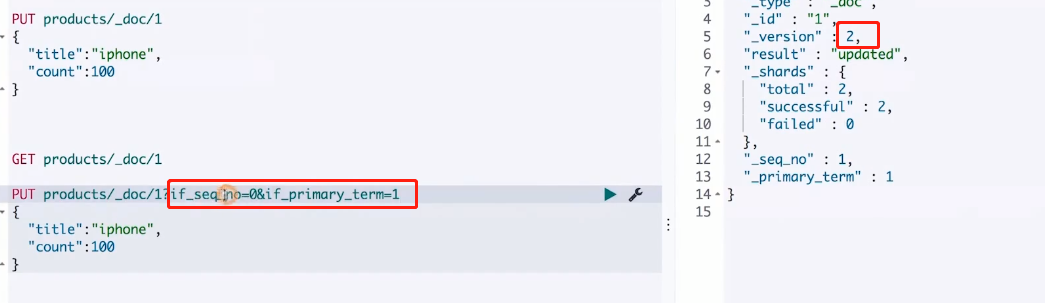 PUT products/_doc/1
{
"title":"iphone",
"count":100
}
GET products/_doc/1
PUT products/_doc/1?if_seq_no=0&if_primary_term=1
{
"title":"iphone",
"count":100
}
3 "_type" : "_doc",
4 "_id" : "1",
5 "_version" : 2,
6 "result" : "updated",
7 "_shards" : {
8 "total" : 2,
9 "successful" : 2,
10 "failed" : 0
11 },
12 "_seq_no" : 1,
13 "_primary_term" : 1
14 }
15